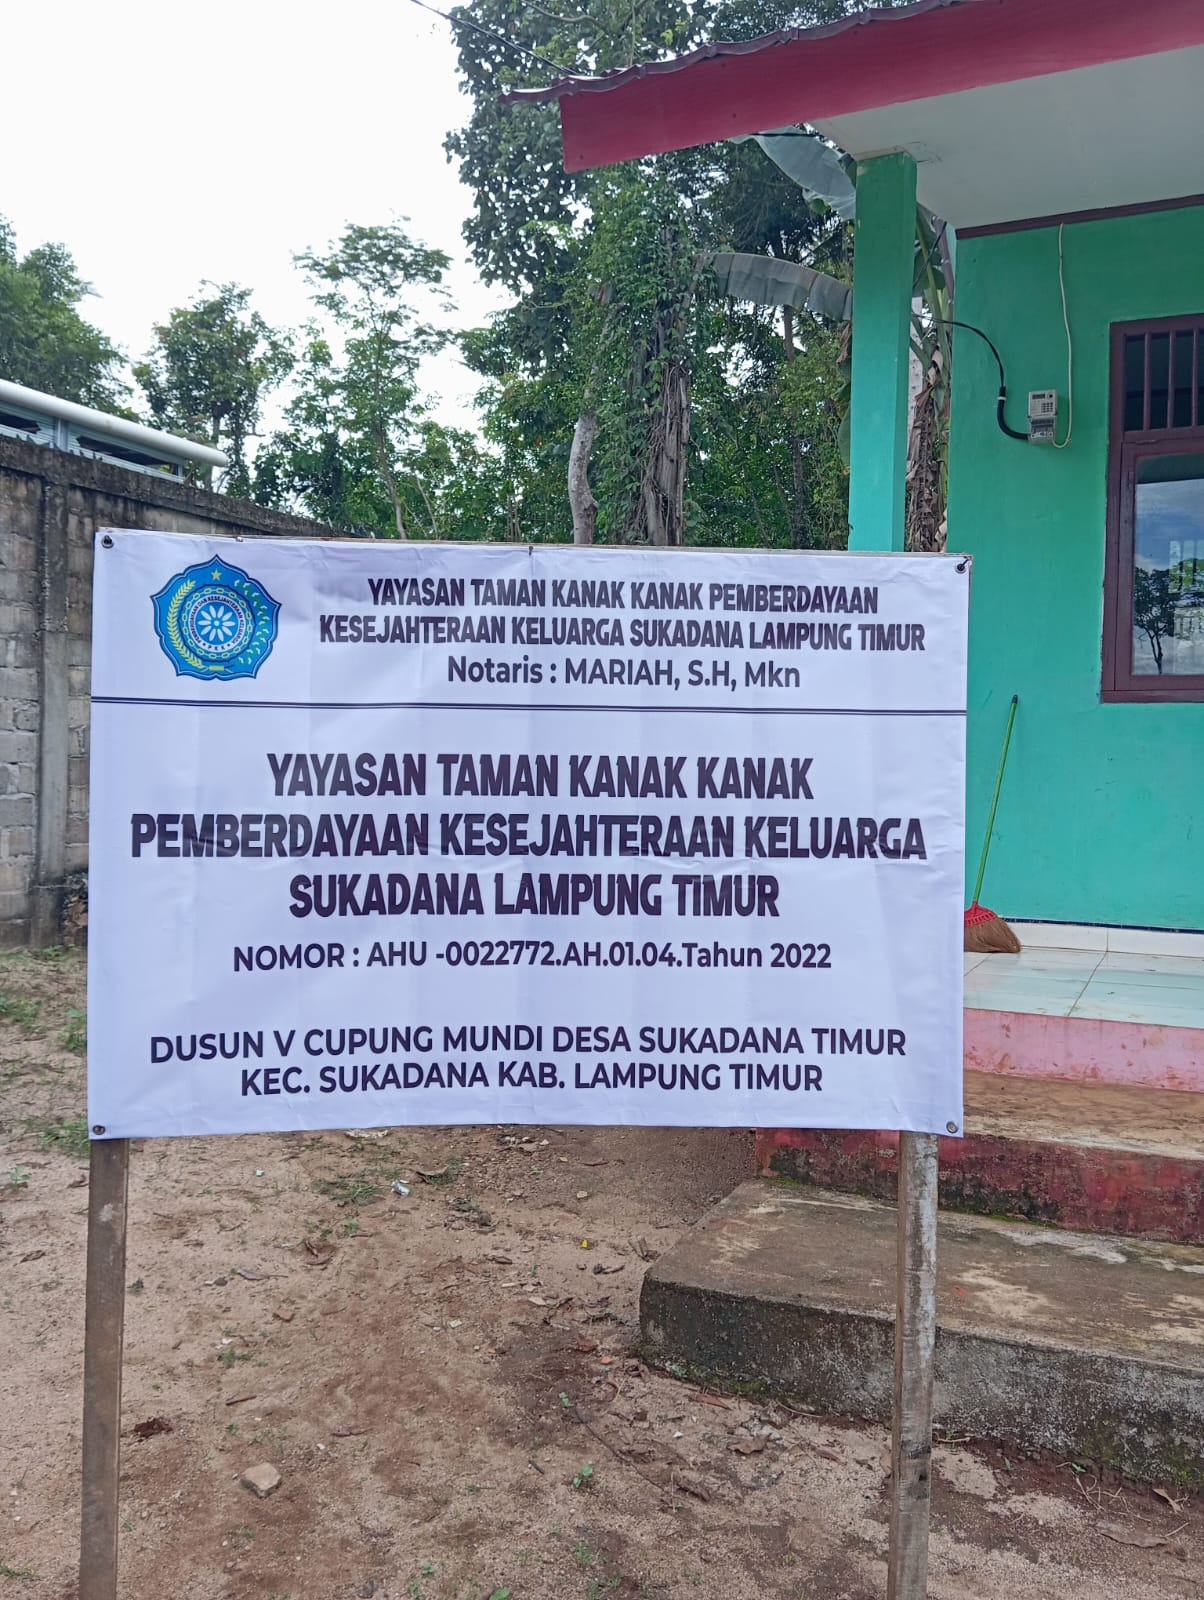 YAYASAN TAMAN KANAK KANAK PEMBERDAYAAN
KESEJAHTERAAN KELUARGA SUKADANA LAMPUNG TIMUR
Notaris : MARIAH, S.H, Mkn
YAYASAN TAMAN KANAK KANAK
PEMBERDAYAAN KESEJAHTERAAN KELUARGA
SUKADANA LAMPUNG TIMUR
NOMOR : AHU -0022772.AH.01.04.Tahun 2022
DUSUN V CUPUNG MUNDI DESA SUKADANA TIMUR
KEC. SUKADANA KAB. LAMPUNG TIMUR